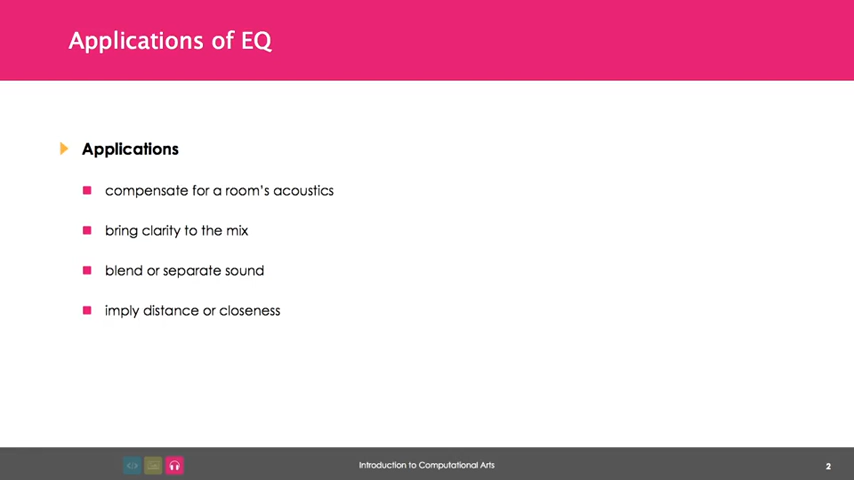 Applications of EQ
Applications
compensate for a room's acoustics
bring clarity to the mix
blend or separate sound
imply distance or closeness
Introduction to Computational Arts
2